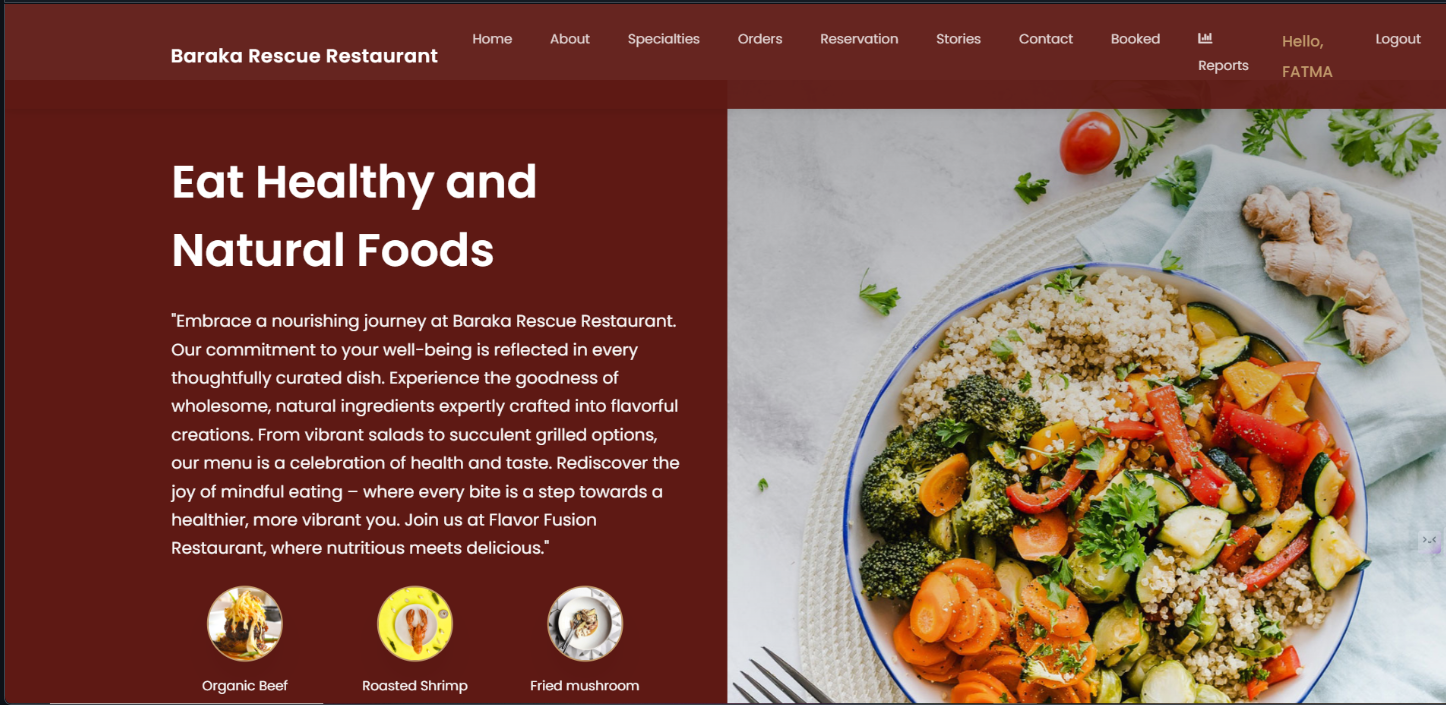 Baraka Rescue Restaurant
Home About Specialties Orders Reservation Stories Contact Booked Reports Hello, FATMA Logout
Eat Healthy and
Natural Foods
"Embrace a nourishing journey at Baraka Rescue Restaurant.
Our commitment to your well-being is reflected in every
thoughtfully curated dish. Experience the goodness of
wholesome, natural ingredients expertly crafted into flavorful
creations. From vibrant salads to succulent grilled options,
our menu is a celebration of health and taste. Rediscover the
joy of mindful eating – where every bite is a step towards a
healthier, more vibrant you. Join us at Flavor Fusion
Restaurant, where nutritious meets delicious."
Organic Beef Roasted Shrimp Fried mushroom